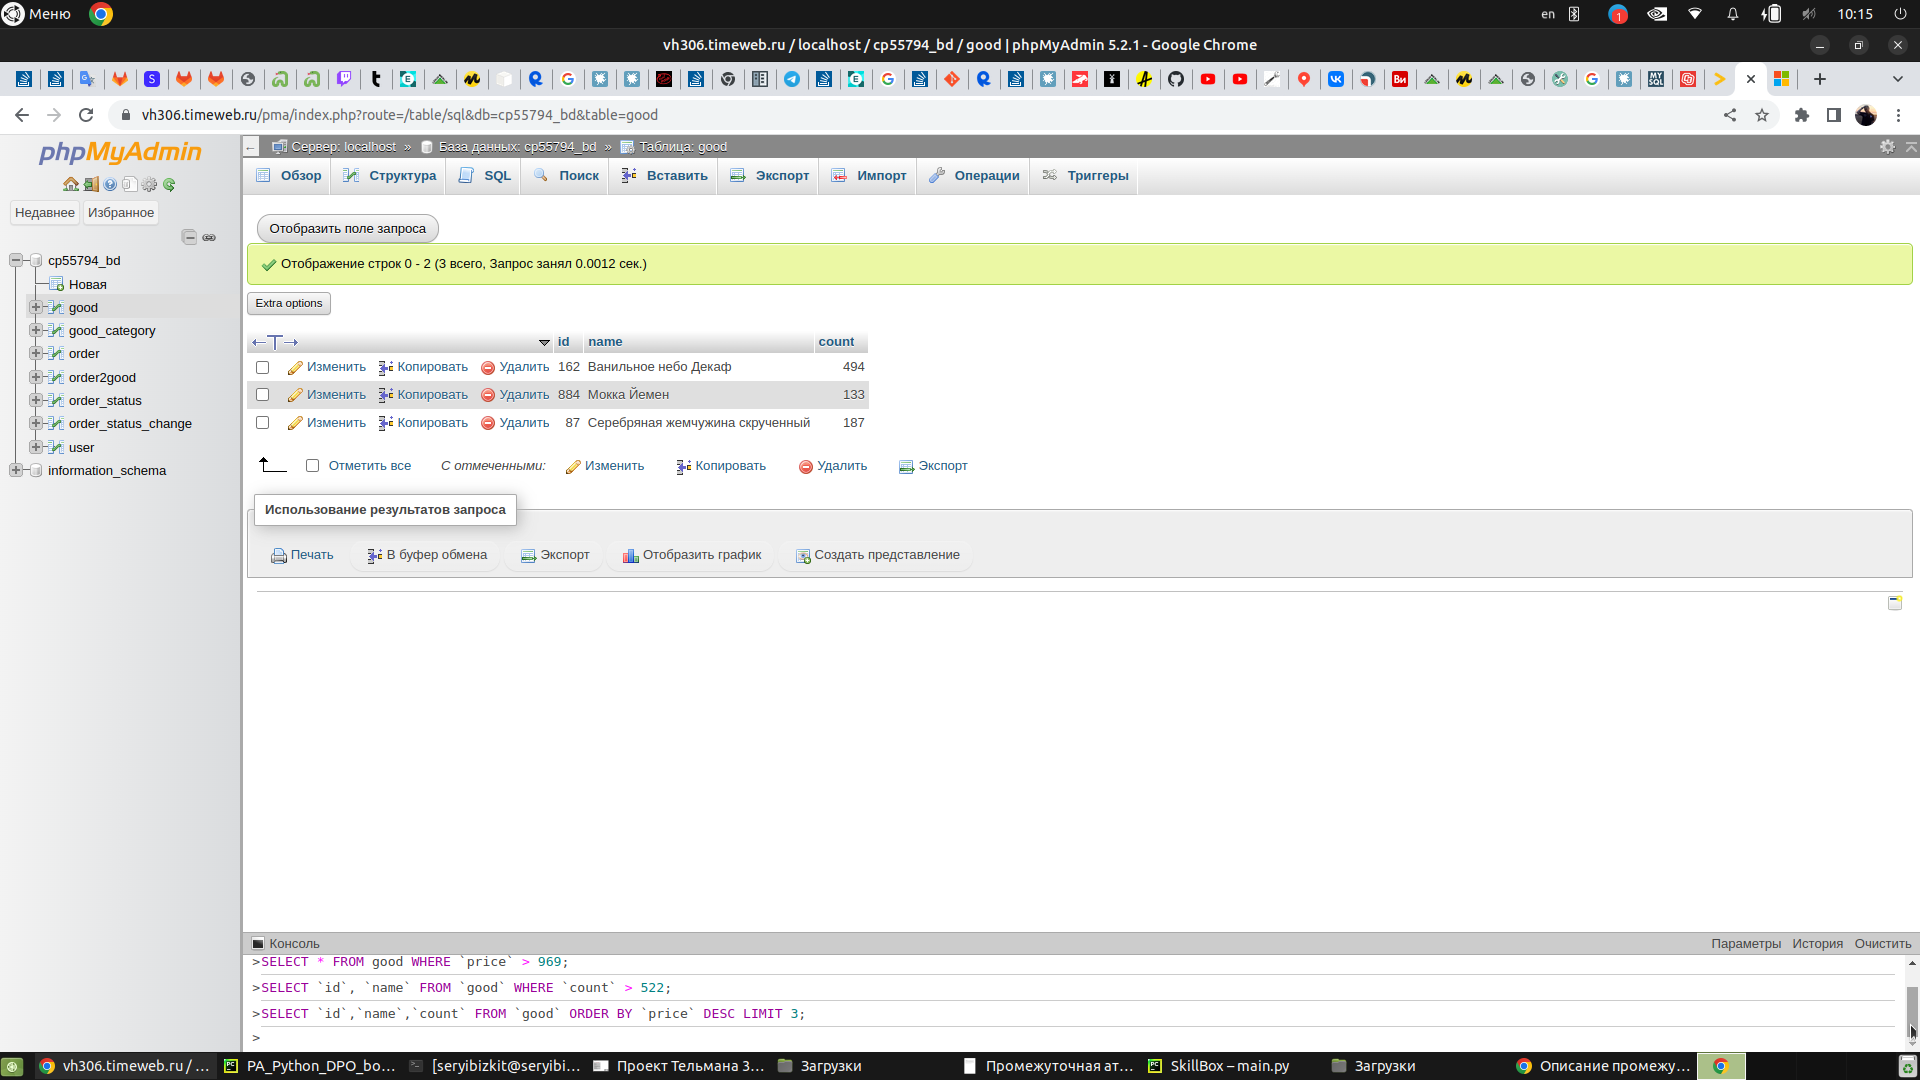 Меню
en
1
10:15
vh306.timeweb.ru / localhost / cp55794_bd / good | phpMyAdmin 5.2.1 - Google Chrome
vh306.timeweb.ru/pma/index.php?route=/table/sql&db=cp55794_bd&table=good
phpMyAdmin
Недавнее Избранное
cp55794_bd
Новая
good
good_category
order
order2good
order_status
order_status_change
user
information_schema
Сервер: localhost » База данных: cp55794_bd » Таблица: good
Обзор Структура SQL Поиск Вставить Экспорт Импорт Операции Триггеры
Отобразить поле запроса
Отображение строк 0 - 2 (3 всего, Запрос занял 0.0012 сек.)
Extra options
id name count
Изменить Копировать Удалить 162 Ванильное небо Декаф 494
Изменить Копировать Удалить 884 Мокка Йемен 133
Изменить Копировать Удалить 87 Серебряная жемчужина скрученный 187
Отметить все С отмеченными: Изменить Копировать Удалить Экспорт
Использование результатов запроса
Печать В буфер обмена Экспорт Отобразить график Создать представление
Консоль
Параметры История Очистить
>SELECT * FROM good WHERE `price` > 969;
>SELECT `id`, `name` FROM `good` WHERE `count` > 522;
>SELECT `id`,`name`,`count` FROM `good` ORDER BY `price` DESC LIMIT 3;
>
vh306.timeweb.ru / ... PA_Python_DPO_bo... [seryibizkit@seryibi... Проект Тельмана 3... Загрузки Промежуточная ат... SkillBox – main.py Загрузки Описание промежу...